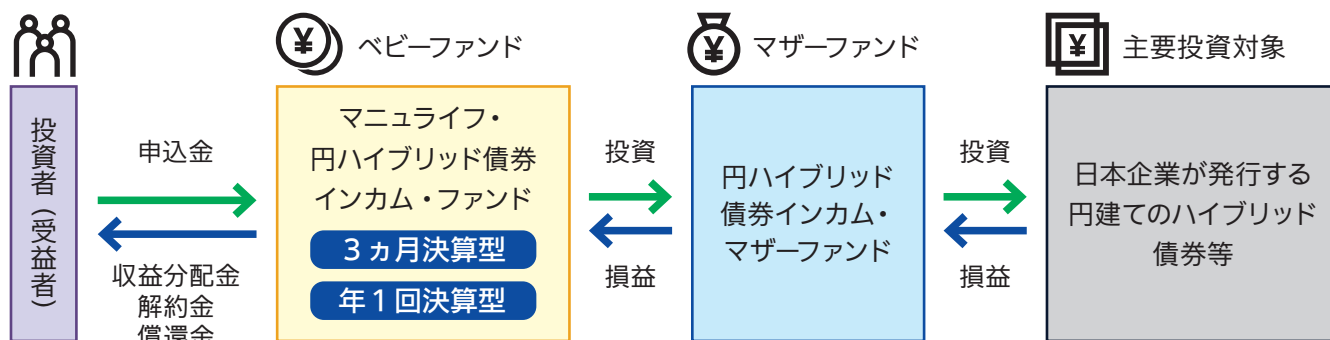 ベビーファンド
マザーファンド
主要投資対象
投資者（受益者）
申込金
収益分配金
解約金
償還金
マニュライフ・
円ハイブリッド債券
インカム・ファンド
3ヵ月決算型
年1回決算型
投資
損益
円ハイブリッド
債券インカム・
マザーファンド
投資
損益
日本企業が発行する
円建てのハイブリッド
債券等